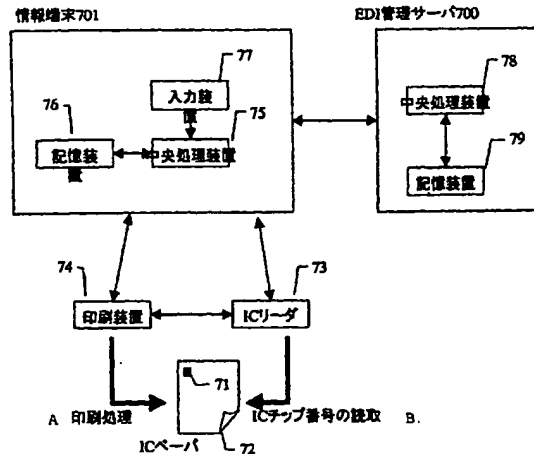 情報端末701
EDI管理サーバ700
77
入力装置
76
75
記憶装置
中央処理装置
78
中央処理装置
79
記憶装置
74
印刷装置
73
ICリーダ
71
A 印刷処理
ICチップ番号の読取 B.
72
ICペーパ